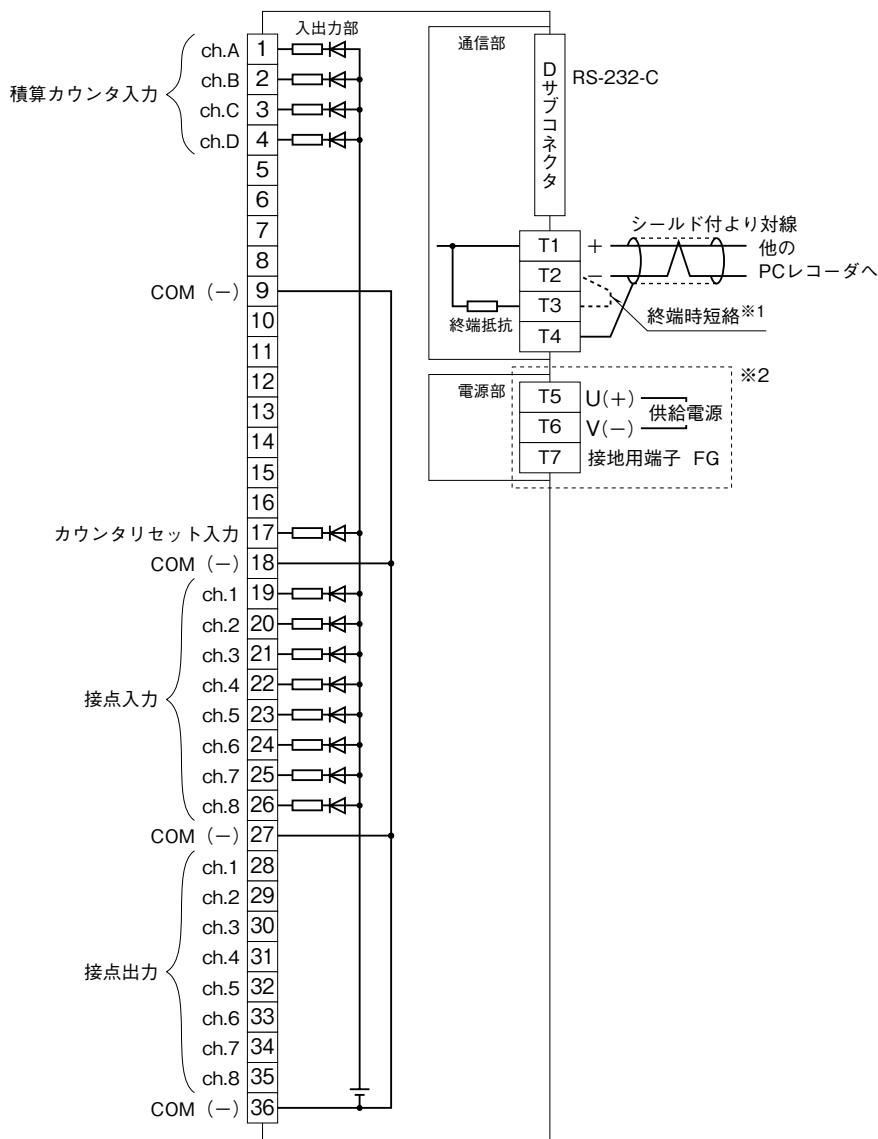 入出力部
積算カウンタ入力
ch.A 1
ch.B 2
ch.C 3
ch.D 4
5
6
7
8
COM（－） 9
10
11
12
13
14
15
16
カウンタリセット入力 17
COM（－） 18
接点入力
ch.1 19
ch.2 20
ch.3 21
ch.4 22
ch.5 23
ch.6 24
ch.7 25
ch.8 26
COM（－） 27
接点出力
ch.1 28
ch.2 29
ch.3 30
ch.4 31
ch.5 32
ch.6 33
ch.7 34
ch.8 35
COM（－） 36
通信部
Dサブコネクタ
RS-232-C
シールド付より対線
他の
PCレコーダへ
T1 +
T2 −
T3
T4
終端抵抗
終端時短絡※1
※2
電源部
T5 U(+)
T6 V(−)
供給電源
T7 接地用端子 FG